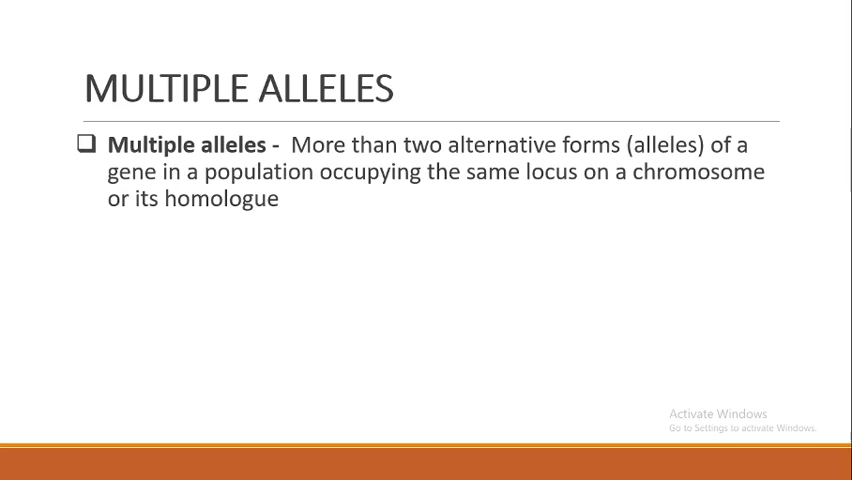 MULTIPLE ALLELES
❑ Multiple alleles - More than two alternative forms (alleles) of a
gene in a population occupying the same locus on a chromosome
or its homologue
Activate Windows
Go to Settings to activate Windows.